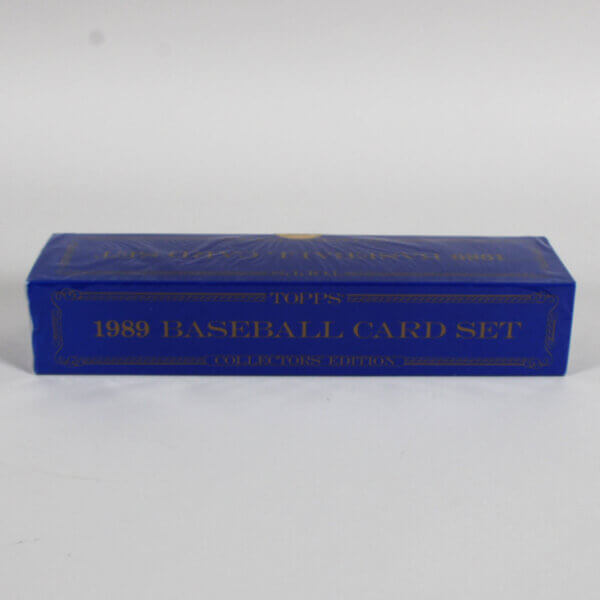 TOPPS
1989 BASEBALL CARD SET
COLLECTORS' EDITION